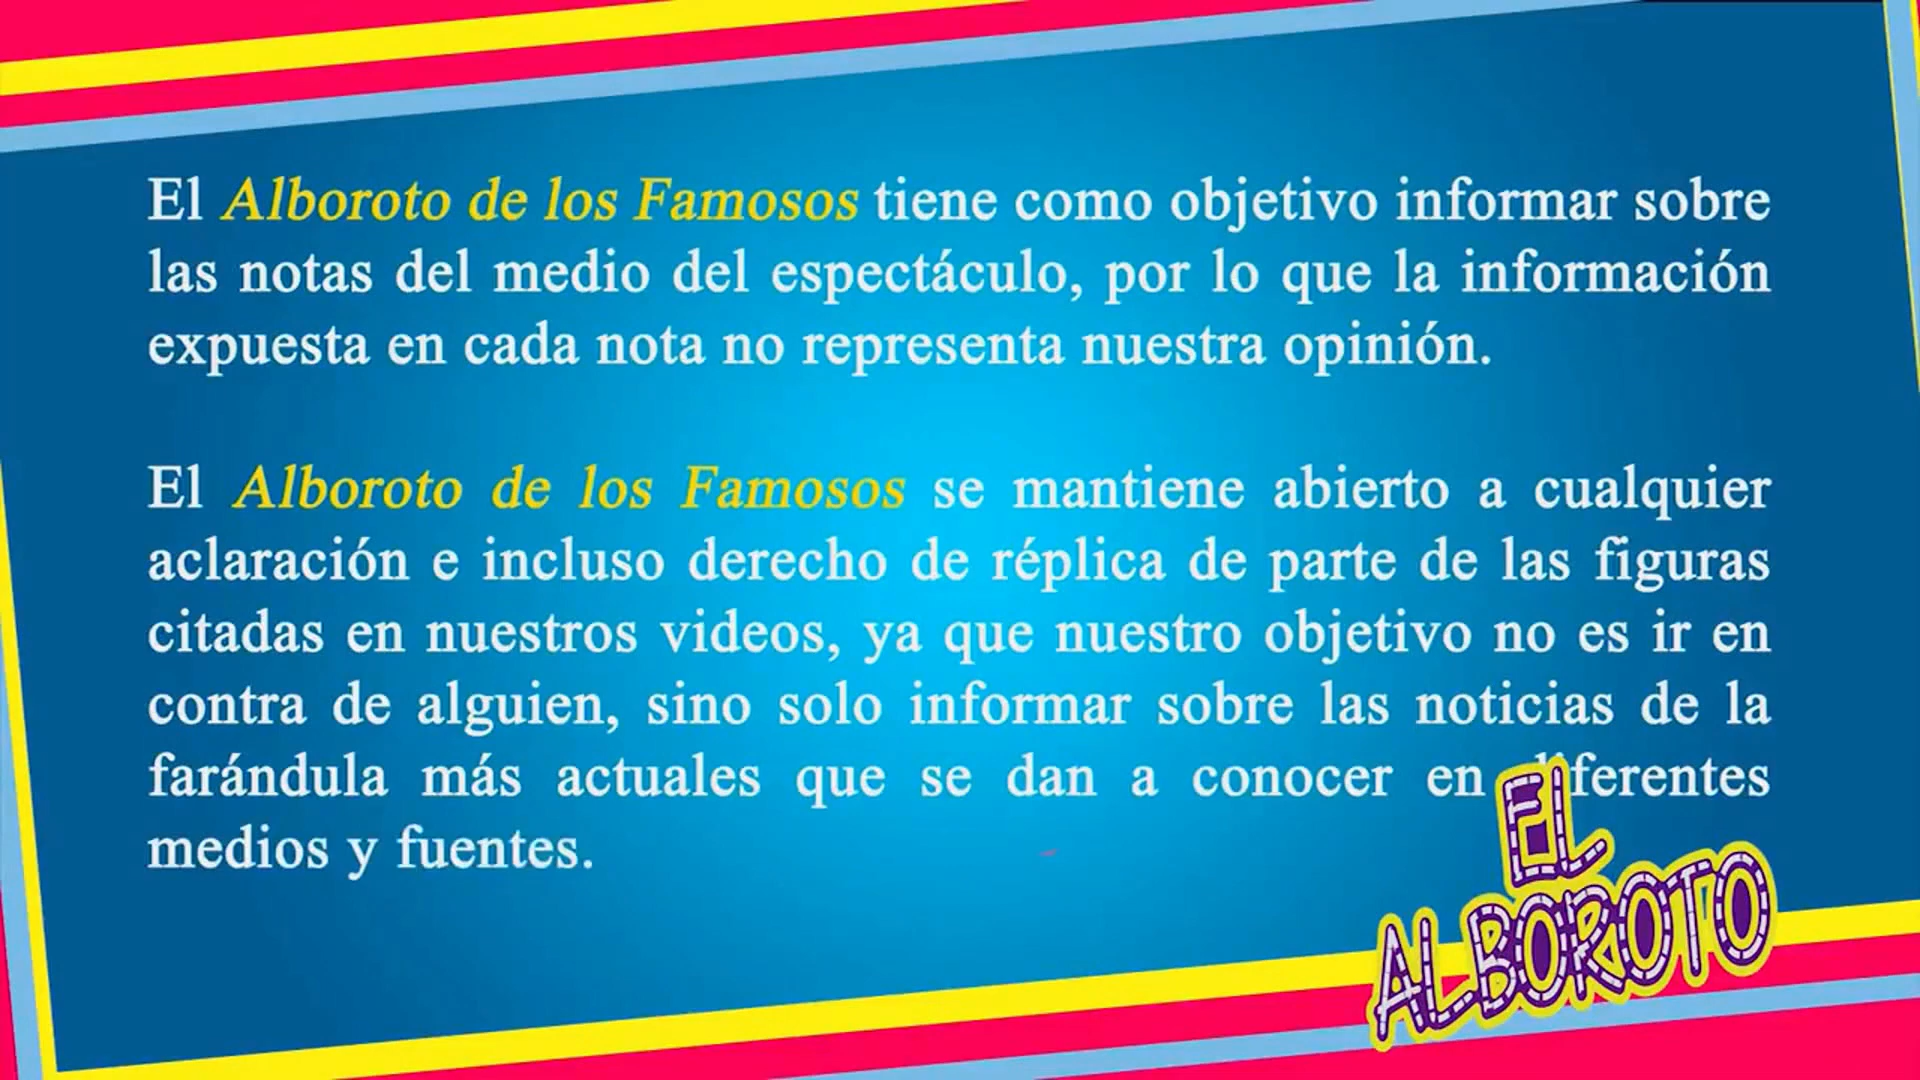 El Alboroto de los Famosos tiene como objetivo informar sobre
las notas del medio del espectáculo, por lo que la información
expuesta en cada nota no representa nuestra opinión.
El Alboroto de los Famosos se mantiene abierto a cualquier
aclaración e incluso derecho de réplica de parte de las figuras
citadas en nuestros videos, ya que nuestro objetivo no es ir en
contra de alguien, sino solo informar sobre las noticias de la
farándula más actuales que se dan a conocer en diferentes
medios y fuentes.
EL
ALBOROTO